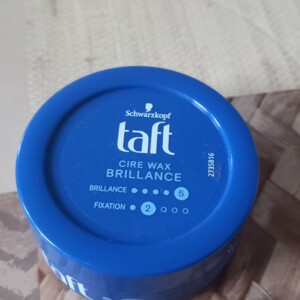 Schwarzkopf
taft
CIRE WAX
BRILLANCE
BRILLANCE 5
FIXATION 2
2735816
taft